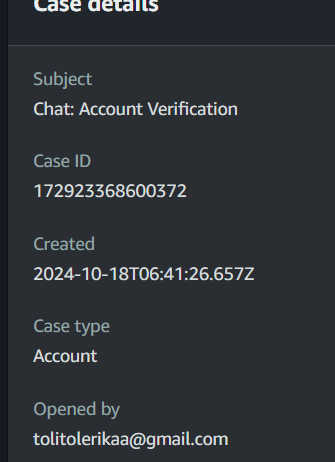 Case details
Subject
Chat: Account Verification
Case ID
172923368600372
Created
2024-10-18T06:41:26.657Z
Case type
Account
Opened by
tolitolerikaa@gmail.com